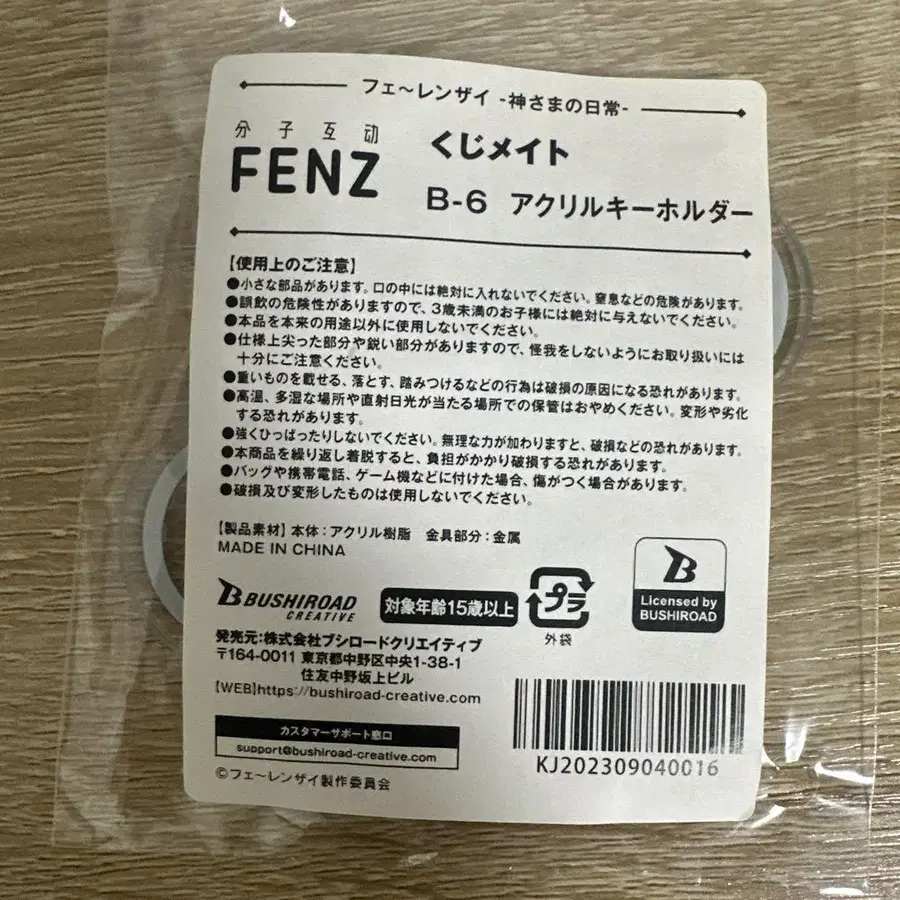 フェ～レンザイ -神さまの日常-
分子互动
FENZ
くじメイト
B-6 アクリルキーホルダー
【使用上のご注意】
●小さな部品があります。口の中には絶対に入れないでください。窒息などの危険があります。
●誤飲の危険性がありますので、3歳未満のお子様には絶対に与えないでください。
●本品を本来の用途以外に使用しないでください。
●仕様上尖った部分や鋭い部分がありますので、怪我をしないようにお取り扱いには
十分にご注意ください。
●重いものを載せる、落とす、踏みつけるなどの行為は破損の原因になる恐れがあります。
●高温、多湿な場所や直射日光が当たる場所での保管はおやめください。変形や劣化
する恐れがあります。
●強くひっぱったりしないでください。無理な力が加わりますと、破損などの恐れがあります。
●本商品を繰り返し着脱すると、負担がかかり破損する恐れがあります。
●バッグや携帯電話、ゲーム機などに付けた場合、傷がつく場合があります。
●破損及び変形したものは使用しないでください。
【製品素材】本体：アクリル樹脂 金具部分：金属
MADE IN CHINA
B BUSHIROAD
CREATIVE
対象年齢15歳以上
プラ
外袋
B
Licensed by
BUSHIROAD
発売元：株式会社ブシロードクリエイティブ
〒164-0011 東京都中野区中央1-38-1
住友中野坂上ビル
【WEB】https://bushiroad-creative.com
カスタマーサポート窓口
support@bushiroad-creative.com
©フェ～レンザイ製作委員会
KJ202309040016